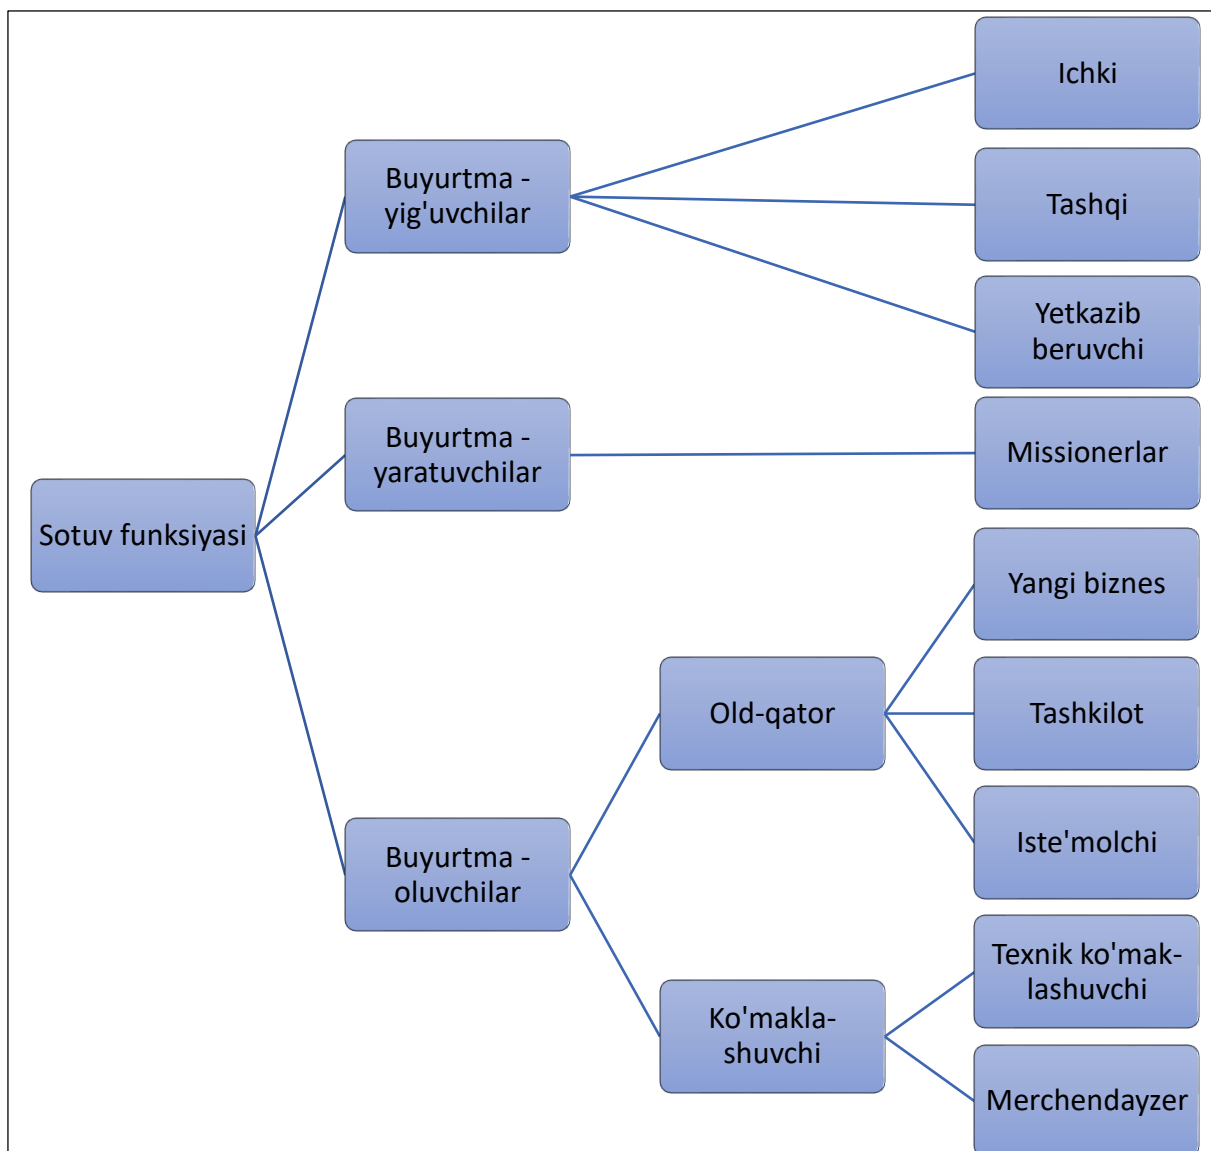 Ichki
Buyurtma -
yig'uvchilar
Tashqi
Yetkazib
beruvchi
Buyurtma -
yaratuvchilar
Missionerlar
Sotuv funksiyasi
Yangi biznes
Old-qator
Tashkilot
Iste'molchi
Buyurtma -
oluvchilar
Texnik ko'mak-
lashuvchi
Ko'makla-
shuvchi
Merchendayzer